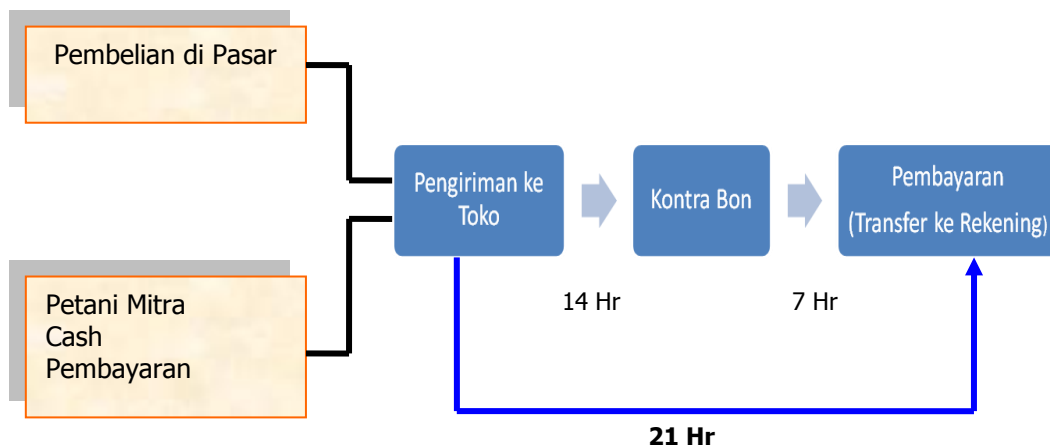 Pembelian di Pasar
Petani Mitra
Cash
Pembayaran
Pengiriman ke
Toko
14 Hr
Kontra Bon
7 Hr
Pembayaran
(Transfer ke Rekening)
21 Hr